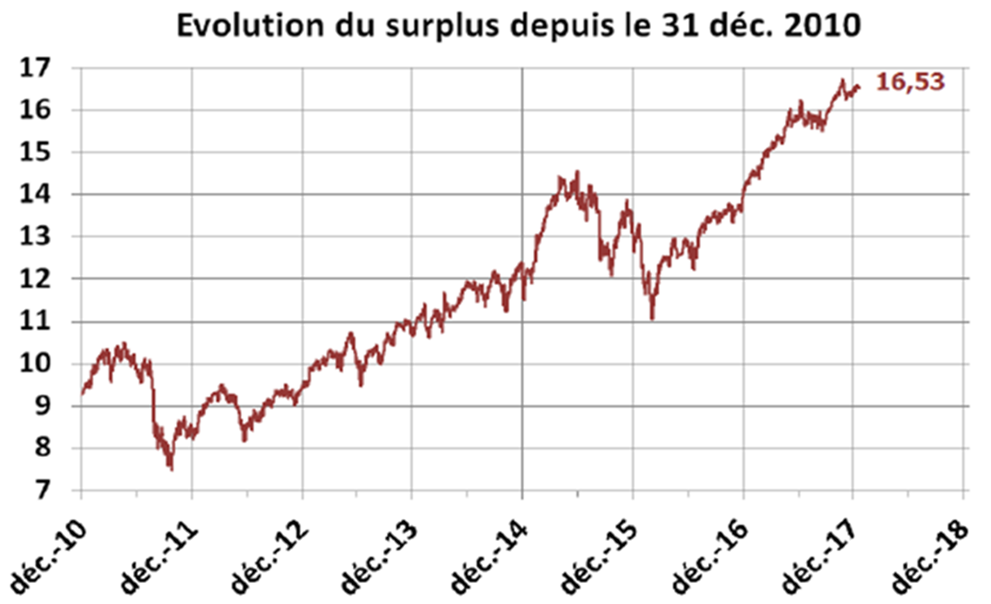 Evolution du surplus depuis le 31 déc. 2010
17
16,53
16
15
14
13
12
11
10
9
8
7
déc.-10
déc.-11
déc.-12
déc.-13
déc.-14
déc.-15
déc.-16
déc.-17
déc.-18